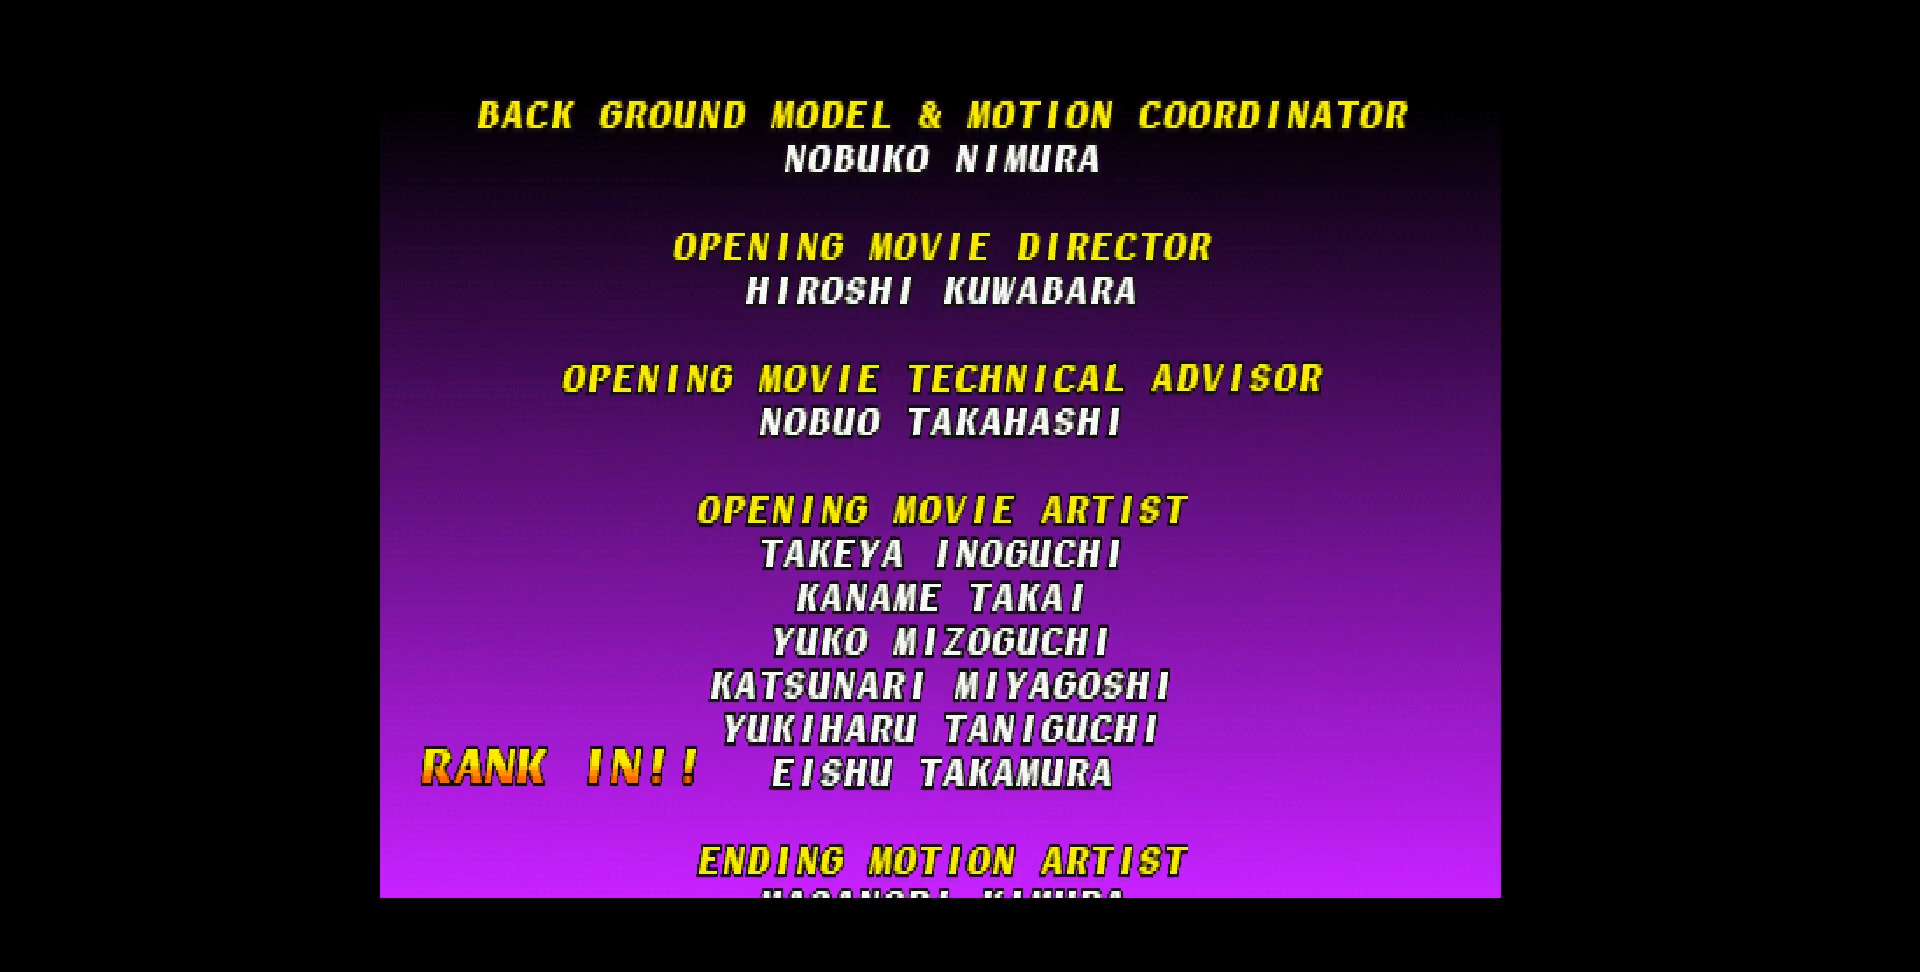 BACK GROUND MODEL & MOTION COORDINATOR
NOBUKO NIMURA
OPENING MOVIE DIRECTOR
HIROSHI KUWABARA
OPENING MOVIE TECHNICAL ADVISOR
NOBUO TAKAHASHI
OPENING MOVIE ARTIST
TAKEYA INOGUCHI
KANAME TAKAI
YUKO MIZOGUCHI
KATSUNARI MIYAGOSHI
YUKIHARU TANIGUCHI
RANK IN!!
EISHU TAKAMURA
ENDING MOTION ARTIST